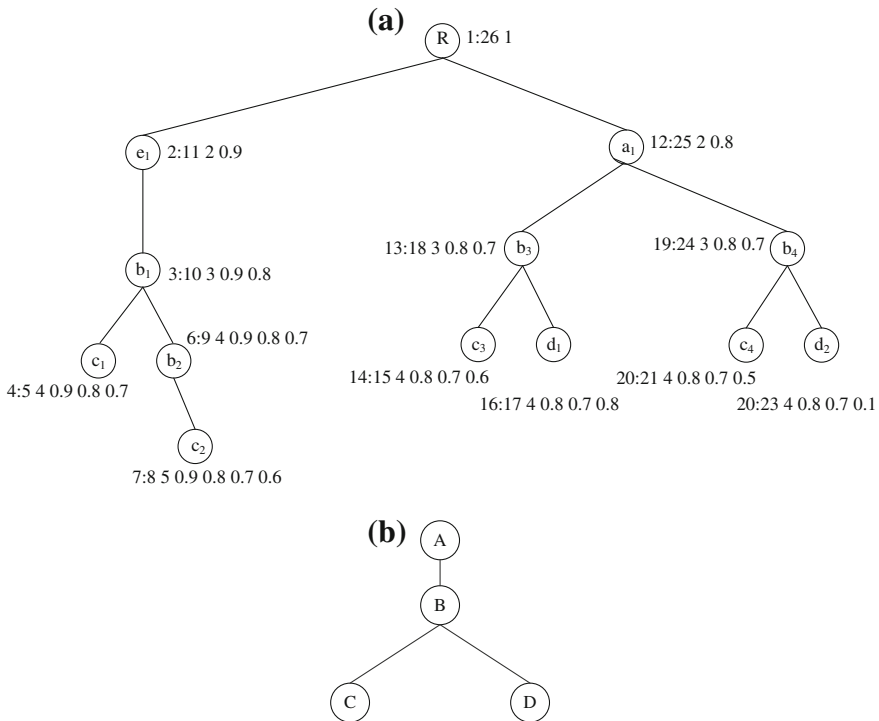 (a)
R 1:26 1
e₁ 2:11 2 0.9
a₁ 12:25 2 0.8
b₁ 3:10 3 0.9 0.8
13:18 3 0.8 0.7 b₃
19:24 3 0.8 0.7 b₄
6:9 4 0.9 0.8 0.7
c₁ b₂
c₃ d₁ c₄ d₂
4:5 4 0.9 0.8 0.7
14:15 4 0.8 0.7 0.6
20:21 4 0.8 0.7 0.5
16:17 4 0.8 0.7 0.8
20:23 4 0.8 0.7 0.1
c₂
7:8 5 0.9 0.8 0.7 0.6
(b)
A
B
C D